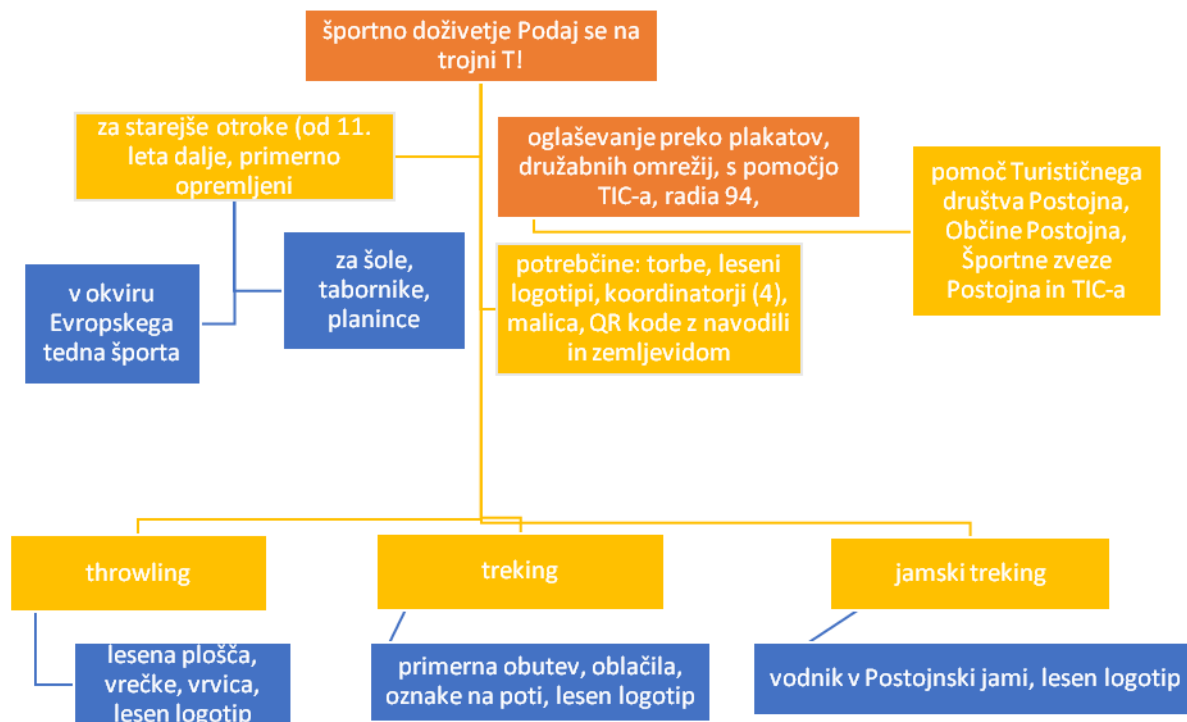 športno doživetje Podaj se na
trojni T!
za starejše otroke (od 11.
leta dalje, primerno
opremljeni
oglaševanje preko plakatov,
družabnih omrežij, s pomočjo
TIC-a, radia 94,
pomoč Turističnega
društva Postojna,
Občine Postojna,
Športne zveze
Postojna in TIC-a
v okviru
Evropskega
tedna športa
za šole,
tabornike,
planince
potrebčine: torbe, leseni
logotipi, koordinatorji (4),
malica, QR kode z navodili
in zemljevidom
throwling
treking
jamski treking
lesena plošča,
vrečke, vrvica,
lesen logotip
primerna obutev, oblačila,
oznake na poti, lesen logotip
vodnik v Postojnski jami, lesen logotip